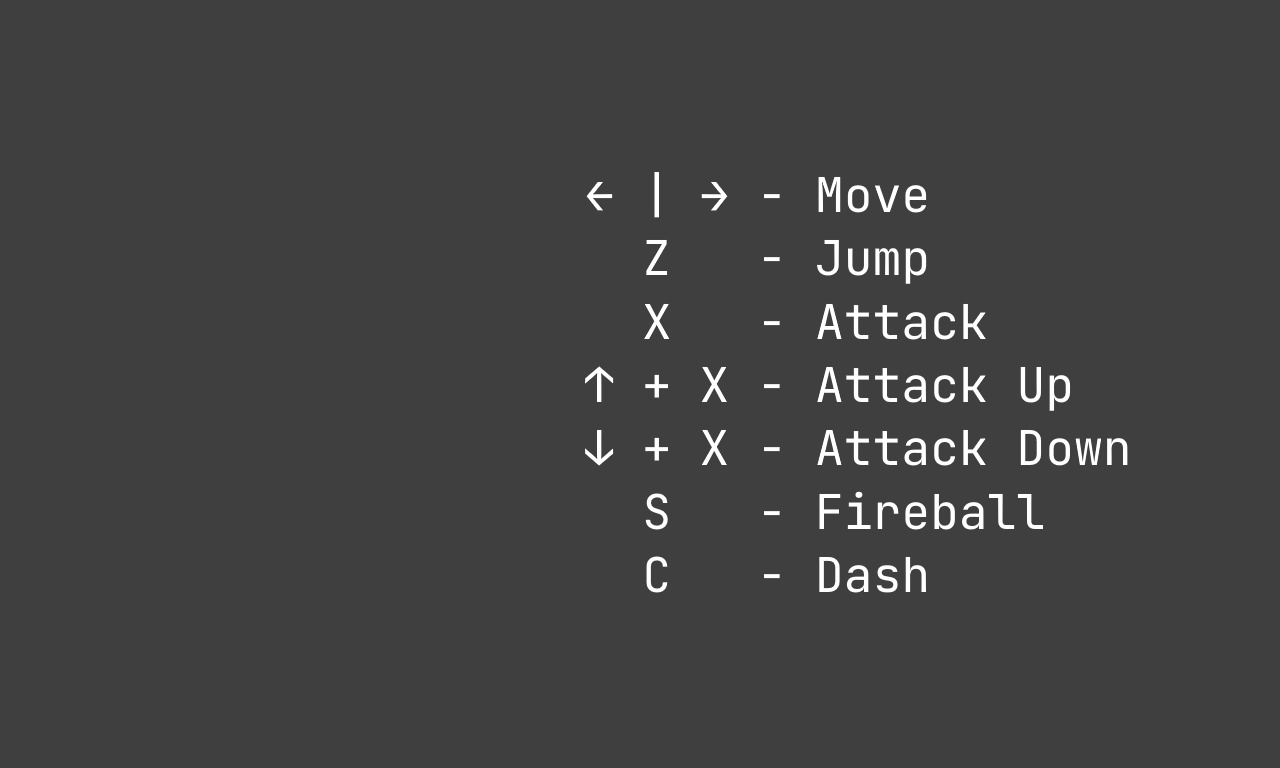 ← | → - Move
Z - Jump
X - Attack
↑ + X - Attack Up
↓ + X - Attack Down
S - Fireball
C - Dash